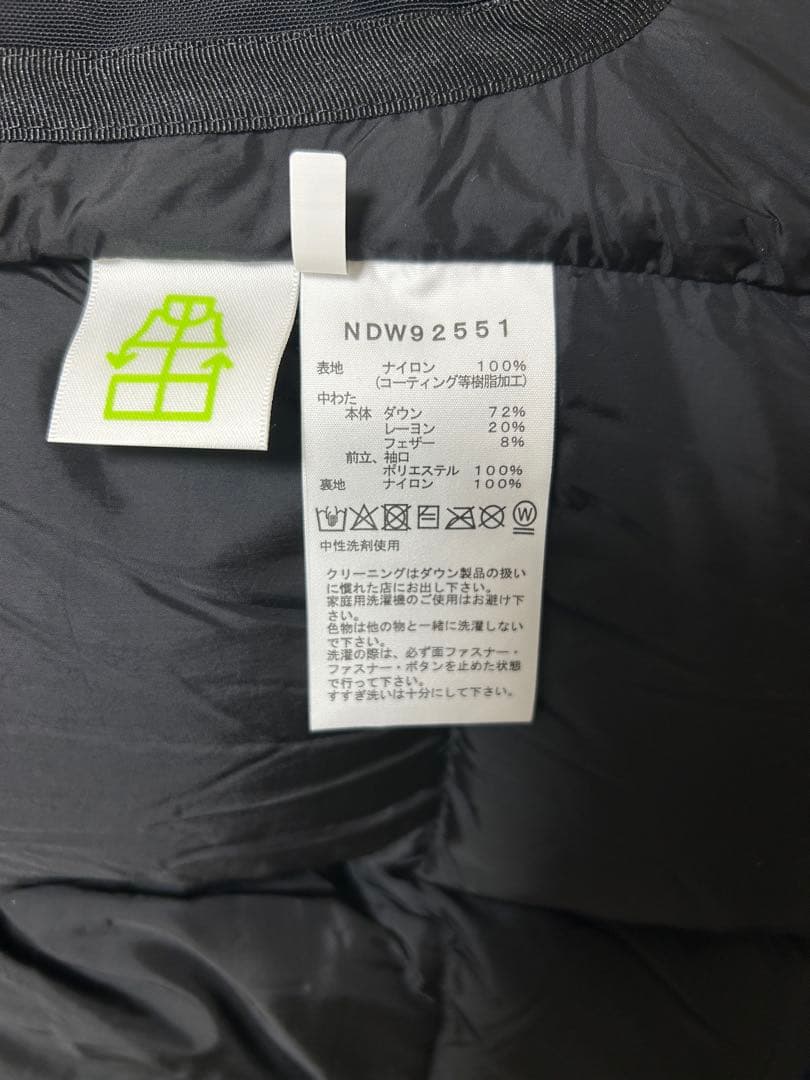 NDW92551
表地 ナイロン 100%
(コーティング等樹脂加工)
中わた
本体 ダウン 72%
レーヨン 20%
フェザー 8%
前立、袖口
ポリエステル 100%
裏地 ナイロン 100%
W
中性洗剤使用
クリーニングはダウン製品の扱い
に慣れた店にお出し下さい。
家庭用洗濯機のご使用はお避け下
さい。
色物は他の物と一緒に洗濯しない
で下さい。
洗濯の際は、必ず面ファスナー・
ファスナー・ボタンを止めた状態
で行って下さい。
すすぎ洗いは十分にして下さい。